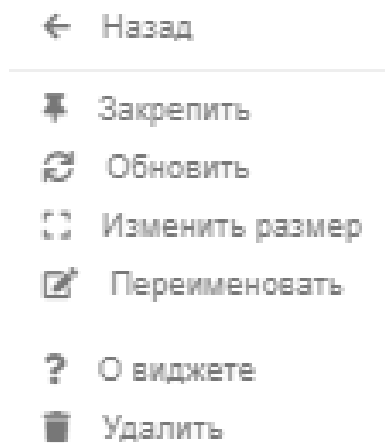 Назад
Закрепить
Обновить
Изменить размер
Переименовать
О виджете
Удалить